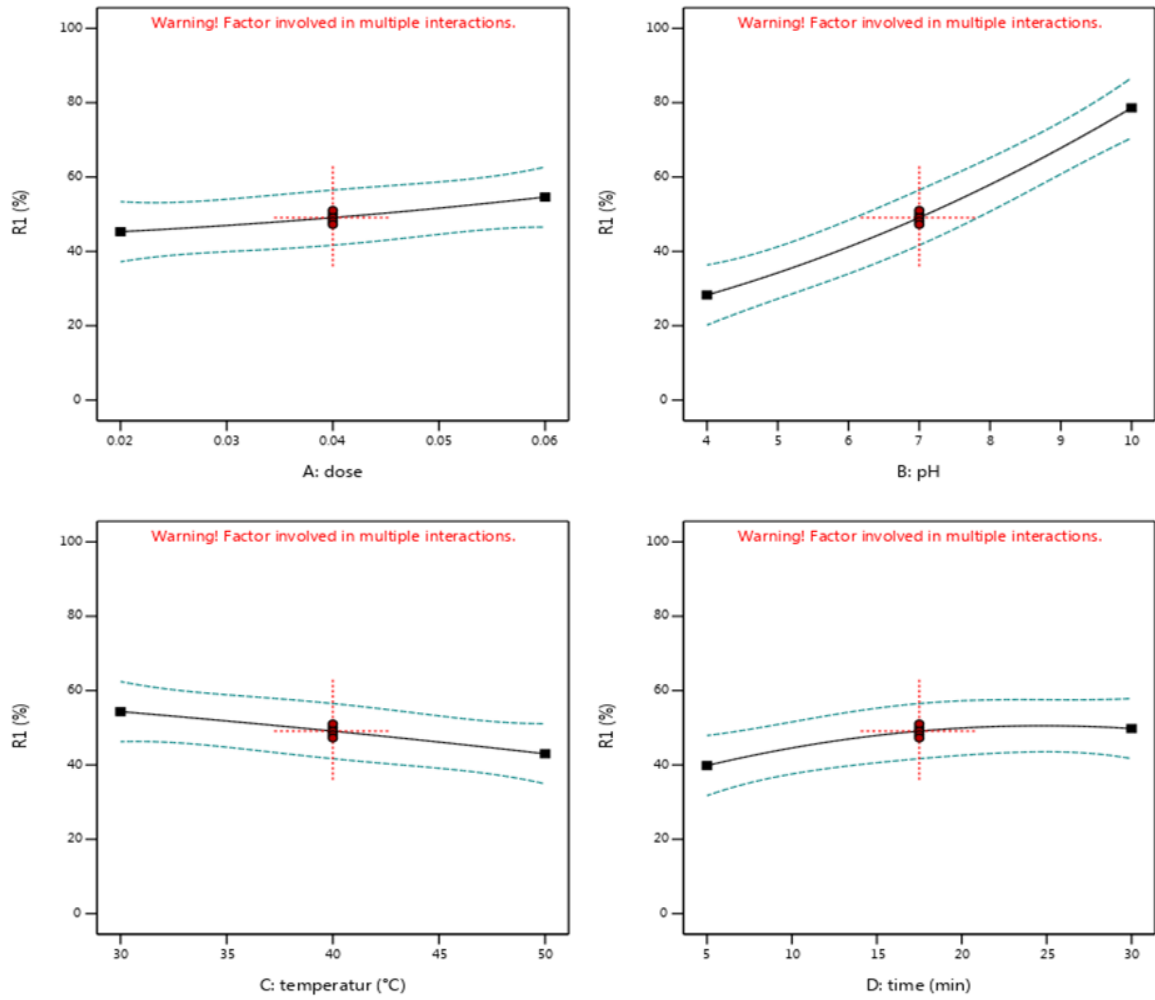 Warning! Factor involved in multiple interactions.
100
80
60
40
20
0
R1 (%)
0.02 0.03 0.04 0.05 0.06
A: dose
Warning! Factor involved in multiple interactions.
100
80
60
40
20
0
R1 (%)
4 5 6 7 8 9 10
B: pH
Warning! Factor involved in multiple interactions.
100
80
60
40
20
0
R1 (%)
30 35 40 45 50
C: temperatur (°C)
Warning! Factor involved in multiple interactions.
100
80
60
40
20
0
R1 (%)
5 10 15 20 25 30
D: time (min)